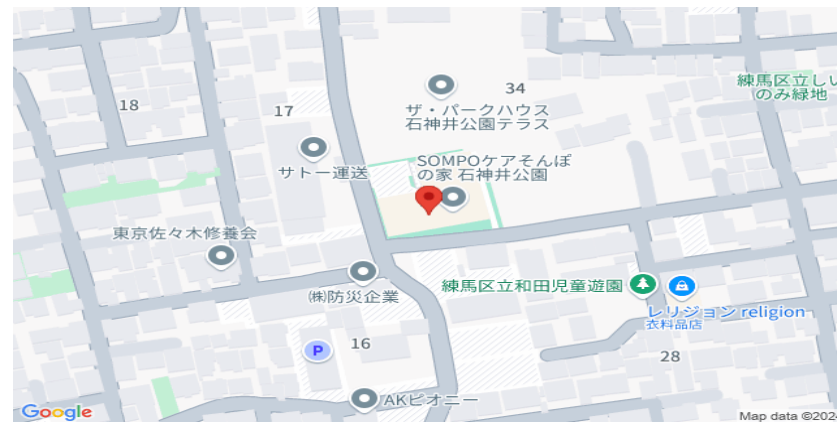 34
18
17
ザ・パークハウス
石神井公園テラス
練馬区立しい
のみ緑地
サトー運送
SOMPOケアそんぽ
の家 石神井公園
東京佐々木修養会
㈱防災企業
練馬区立和田児童遊園
レリジョン religion
衣料品店
P
16
28
AKピオニー
Google
Map data ©2024